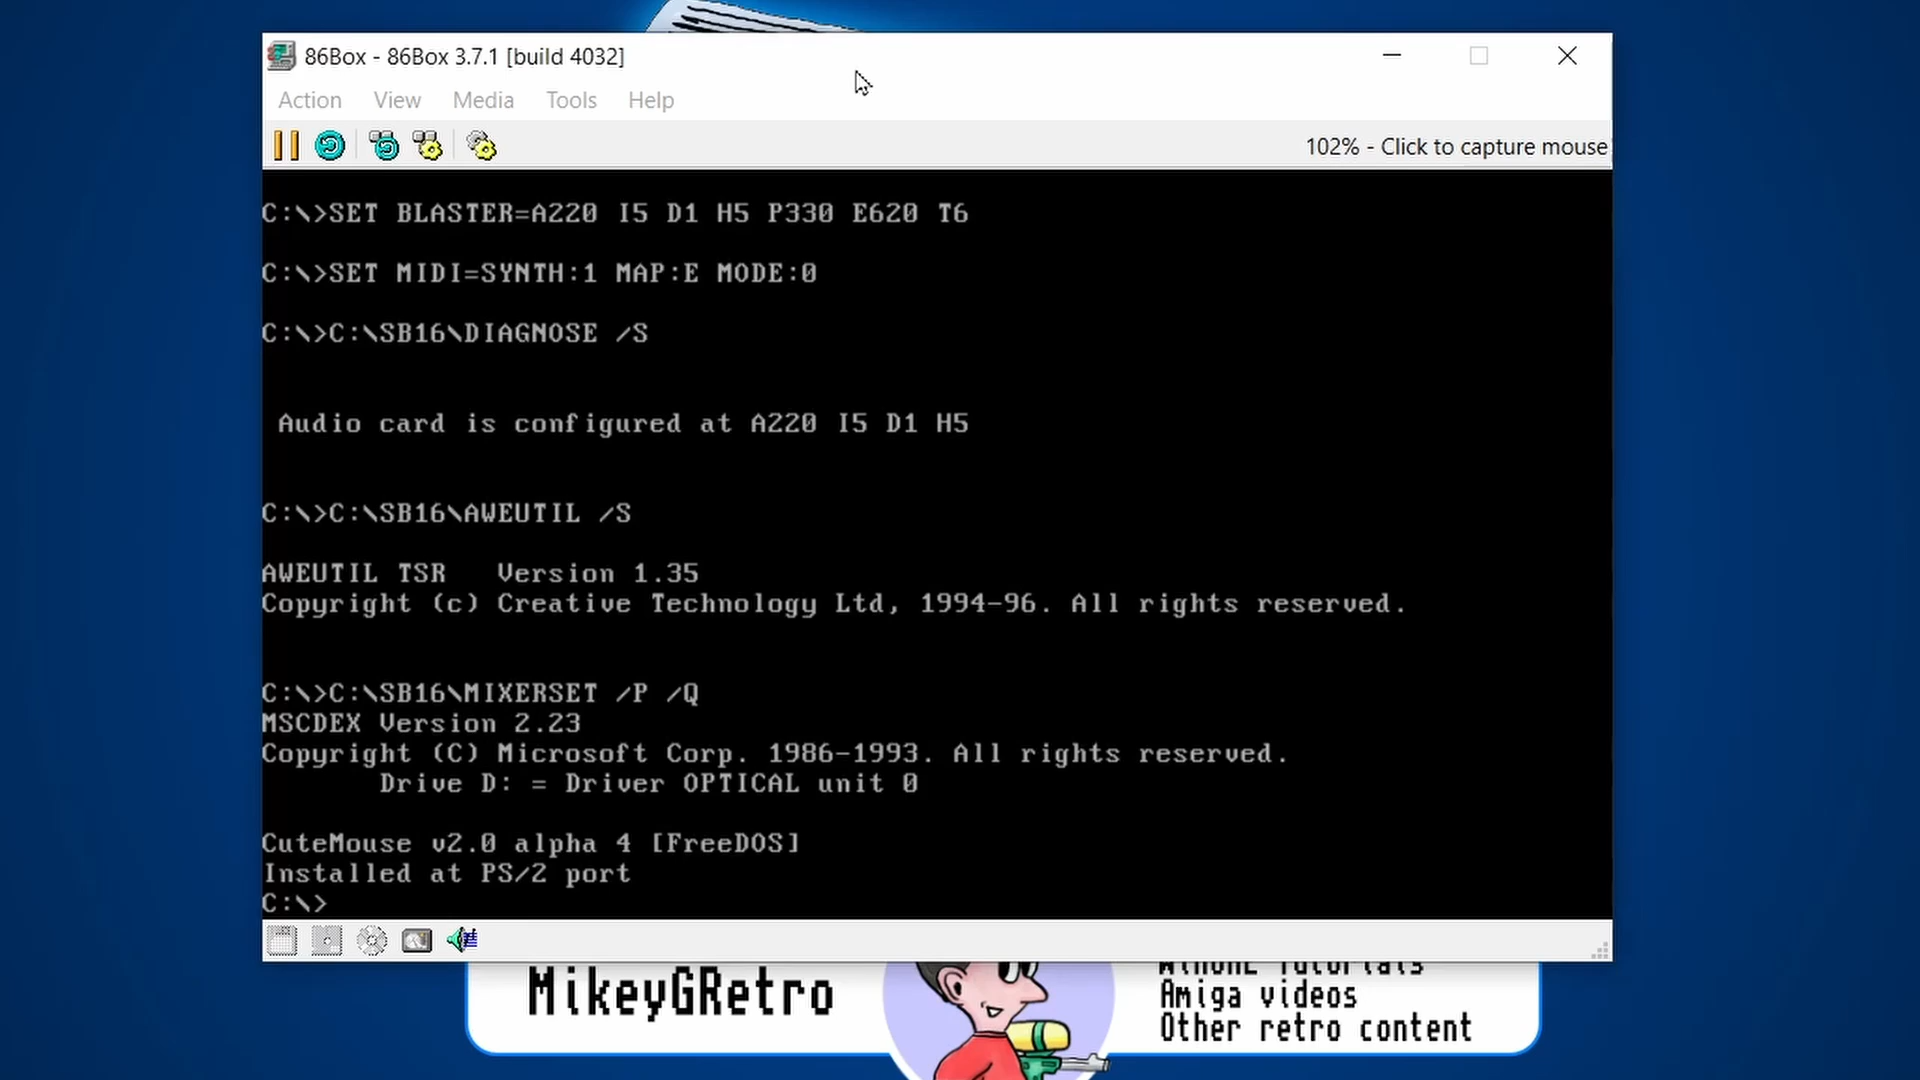 86Box - 86Box 3.7.1 [build 4032]
Action View Media Tools Help
102% - Click to capture mouse
C:\>SET BLASTER=A220 I5 D1 H5 P330 E620 T6
C:\>SET MIDI=SYNTH:1 MAP:E MODE:0
C:\>C:\SB16\DIAGNOSE /S
Audio card is configured at A220 I5 D1 H5
C:\>C:\SB16\AWEUTIL /S
AWEUTIL TSR   Version 1.35
Copyright (c) Creative Technology Ltd, 1994-96. All rights reserved.
C:\>C:\SB16\MIXERSET /P /Q
MSCDEX Version 2.23
Copyright (C) Microsoft Corp. 1986-1993. All rights reserved.
Drive D: = Driver OPTICAL unit 0
CuteMouse v2.0 alpha 4 [FreeDOS]
Installed at PS/2 port
C:\>
MikeyGRetro
WinUAE Tutorials
Amiga videos
Other retro content